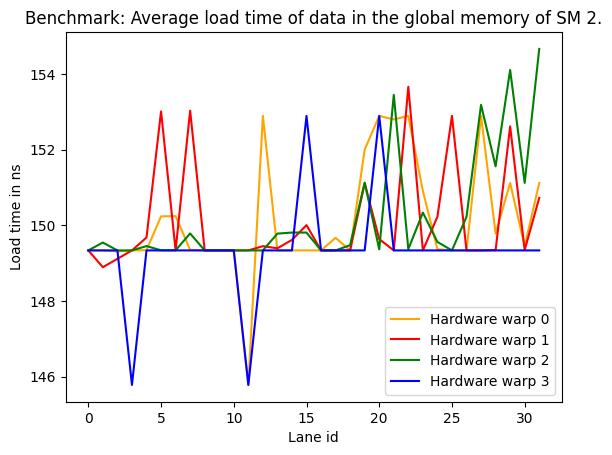 Benchmark: Average load time of data in the global memory of SM 2.
154
152
150
148
146
Load time in ns
0 5 10 15 20 25 30
Lane id
Hardware warp 0
Hardware warp 1
Hardware warp 2
Hardware warp 3